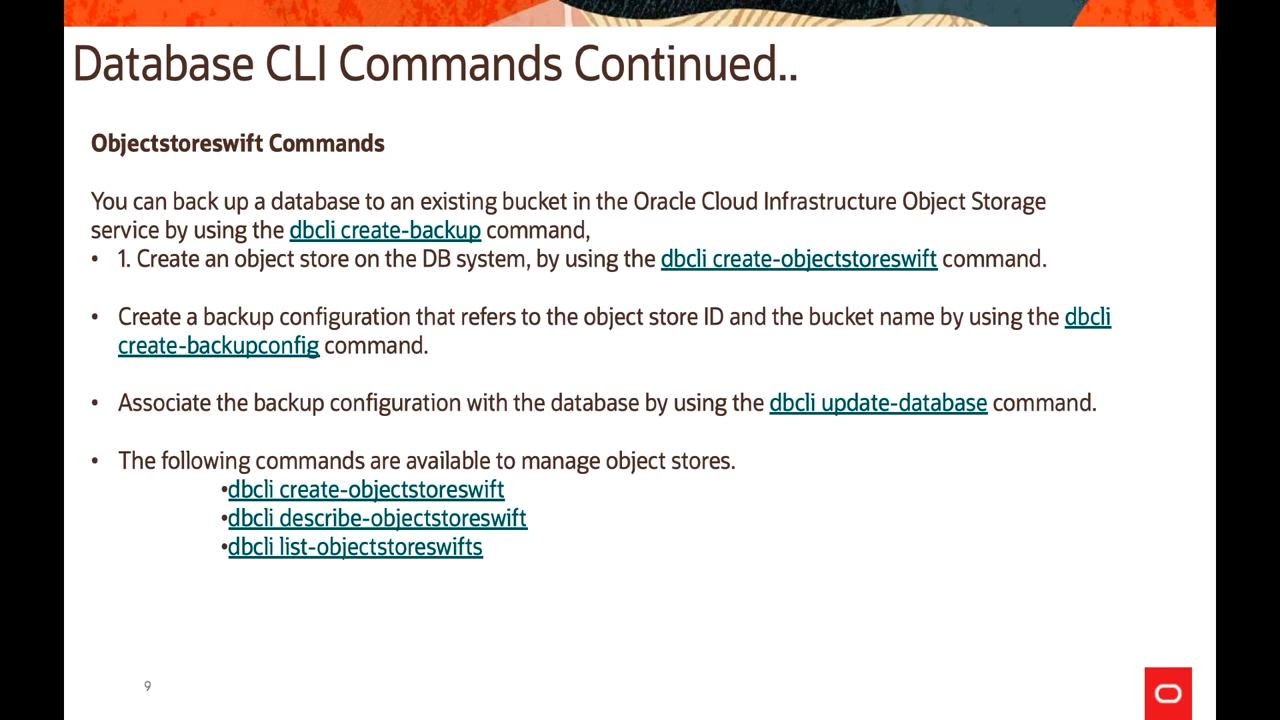 Database CLI Commands Continued..
Objectstoreswift Commands
You can back up a database to an existing bucket in the Oracle Cloud Infrastructure Object Storage
service by using the dbcli create-backup command,
• 1. Create an object store on the DB system, by using the dbcli create-objectstoreswift command.
• Create a backup configuration that refers to the object store ID and the bucket name by using the dbcli
create-backupconfig command.
• Associate the backup configuration with the database by using the dbcli update-database command.
• The following commands are available to manage object stores.
•dbcli create-objectstoreswift
•dbcli describe-objectstoreswift
•dbcli list-objectstoreswifts
9